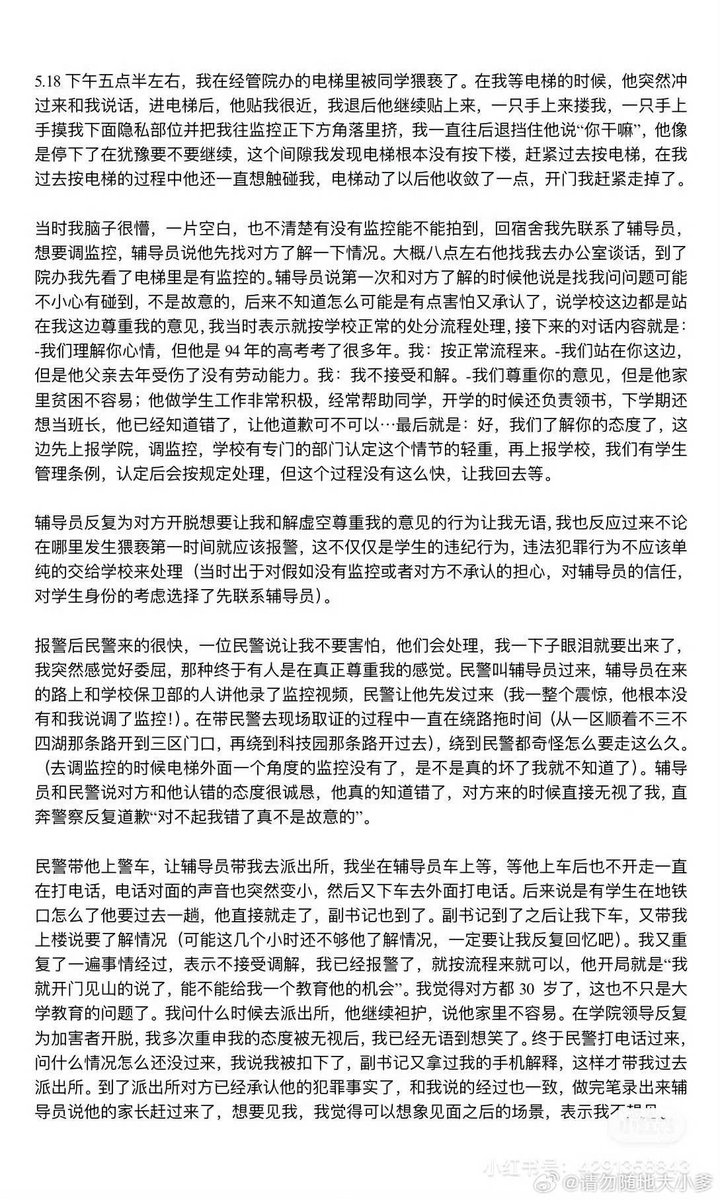 5.18 下午五点半左右，我在经管院办的电梯里被同学猥亵了。在我等电梯的时候，他突然冲
过来和我说话，进电梯后，他贴我很近，我退后他继续贴上来，一只手上来搂我，一只手上
手摸我下面隐私部位并把我往监控正下方角落里挤，我一直往后退挡住他说“你干嘛”，他像
是停下了在犹豫要不要继续，这个间隙我发现电梯根本没有按下楼，赶紧过去按电梯，在我
过去按电梯的过程中他还一直想触碰我，电梯动了以后他收敛了一点，开门我赶紧走掉了。
当时我脑子很懵，一片空白，也不清楚有没有监控能不能拍到，回宿舍我先联系了辅导员，
想要调监控，辅导员说他先找对方了解一下情况。大概八点左右他找我去办公室谈话，到了
院办我先看了电梯里是有监控的。辅导员说第一次和对方了解的时候他说是找我问问题可能
不小心有碰到，不是故意的，后来不知道怎么可能是有点害怕又承认了，说学校这边都是站
在我这边尊重我的意见，我当时表示就按学校正常的处分流程处理，接下来的对话内容就是：
-我们理解你心情，但他是 94 年的高考考了很多年。我：按正常流程来。-我们站在你这边，
但是他父亲去年受伤了没有劳动能力。我：我不接受和解。-我们尊重你的意见，但是他家
里贫困不容易；他做学生工作非常积极，经常帮助同学，开学的时候还负责领书，下学期还
想当班长，他已经知道错了，让他道歉可不可以…最后就是：好，我们了解你的态度了，这
边先上报学院，调监控，学校有专门的部门认定这个情节的轻重，再上报学校，我们有学生
管理条例，认定后会按规定处理，但这个过程没有这么快，让我回去等。
辅导员反复为对方开脱想要让我和解虚空尊重我的意见的行为让我无语，我也反应过来不论
在哪里发生猥亵第一时间就应该报警，这不仅仅是学生的违纪行为，违法犯罪行为不应该单
纯的交给学校来处理（当时出于对假如没有监控或者对方不承认的担心，对辅导员的信任，
对学生身份的考虑选择了先联系辅导员）。
报警后民警来的很快，一位民警说让我不要害怕，他们会处理，我一下子眼泪就要出来了，
我突然感觉好委屈，那种终于有人是在真正尊重我的感觉。民警叫辅导员过来，辅导员在来
的路上和学校保卫部的人讲他录了监控视频，民警让他先发过来（我一整个震惊，他根本没
有和我说调了监控！）。在带民警去现场取证的过程中一直在绕路拖时间（从一区顺着不三不
四湖那条路开到三区门口，再绕到科技园那条路开过去），绕到民警都奇怪怎么要走这么久。
（去调监控的时候电梯外面一个角度的监控没有了，是不是真的坏了我就不知道了）。辅导
员和民警说对方和他认错的态度很诚恳，他真的知道错了，对方来的时候直接无视了我，直
奔警察反复道歉“对不起我错了真不是故意的”。
民警带他上警车，让辅导员带我去派出所，我坐在辅导员车上等，等他上车后也不开走一直
在打电话，电话对面的声音也突然变小，然后又下车去外面打电话。后来说是有学生在地铁
口怎么了他要过去一趟，他直接就走了，副书记也到了。副书记到了之后让我下车，又带我
上楼说要了解情况（可能这几个小时还不够他了解情况，一定要让我反复回忆吧）。我又重
复了一遍事情经过，表示不接受调解，我已经报警了，就按流程来就可以，他开局就是“我
就开门见山的说了，能不能给我一个教育他的机会”。我觉得对方都 30 岁了，这也不只是大
学教育的问题了。我问什么时候去派出所，他继续袒护，说他家里不容易。在学院领导反复
为加害者开脱，我多次重申我的态度被无视后，我已经无语到想笑了。终于民警打电话过来，
问什么情况怎么还没过来，我说我被扣下了，副书记又拿过我的手机解释，这样才带我过去
派出所。到了派出所对方已经承认他的犯罪事实了，和我说的经过也一致，做完笔录出来辅
导员说他的家长赶过来了，想要见我，我觉得可以想象见面之后的场景，表示我不想见。
小红书号：4291358843
@请勿随地大小爹